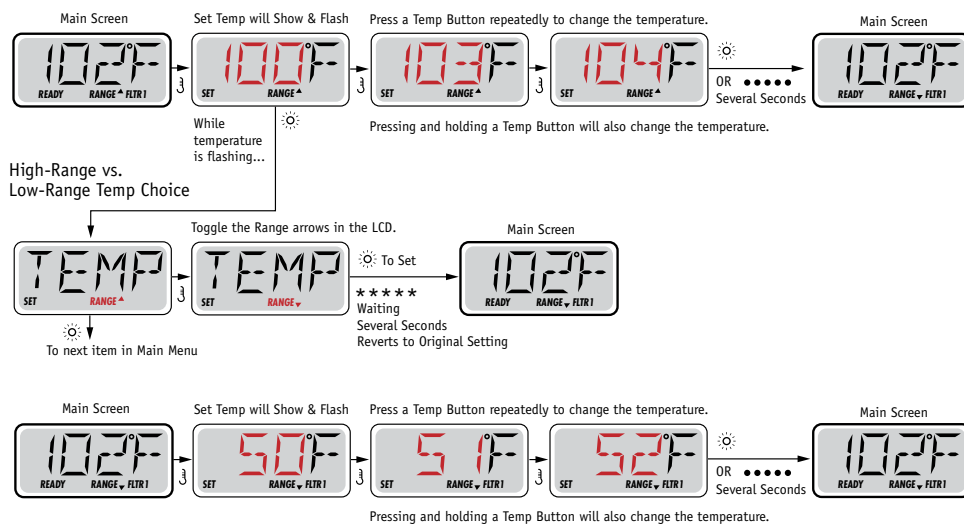 Main Screen
Set Temp will Show & Flash
Press a Temp Button repeatedly to change the temperature.
Main Screen
102°F
READY RANGE FLTR1
100°F
SET RANGE
103°F
SET RANGE
104°F
SET RANGE
OR •••••
Several Seconds
102°F
READY RANGE FLTR1
While
temperature
is flashing...
Pressing and holding a Temp Button will also change the temperature.
High-Range vs.
Low-Range Temp Choice
Toggle the Range arrows in the LCD.
Main Screen
TEMP
SET RANGE
TEMP
SET RANGE
To Set
*****
Waiting
Several Seconds
Reverts to Original Setting
102°F
READY RANGE FLTR1
To next item in Main Menu
Main Screen
Set Temp will Show & Flash
Press a Temp Button repeatedly to change the temperature.
Main Screen
102°F
READY RANGE FLTR1
50°F
SET RANGE FLTR1
51°F
SET RANGE FLTR1
52°F
SET RANGE FLTR1
OR •••••
Several Seconds
102°F
READY RANGE FLTR1
Pressing and holding a Temp Button will also change the temperature.